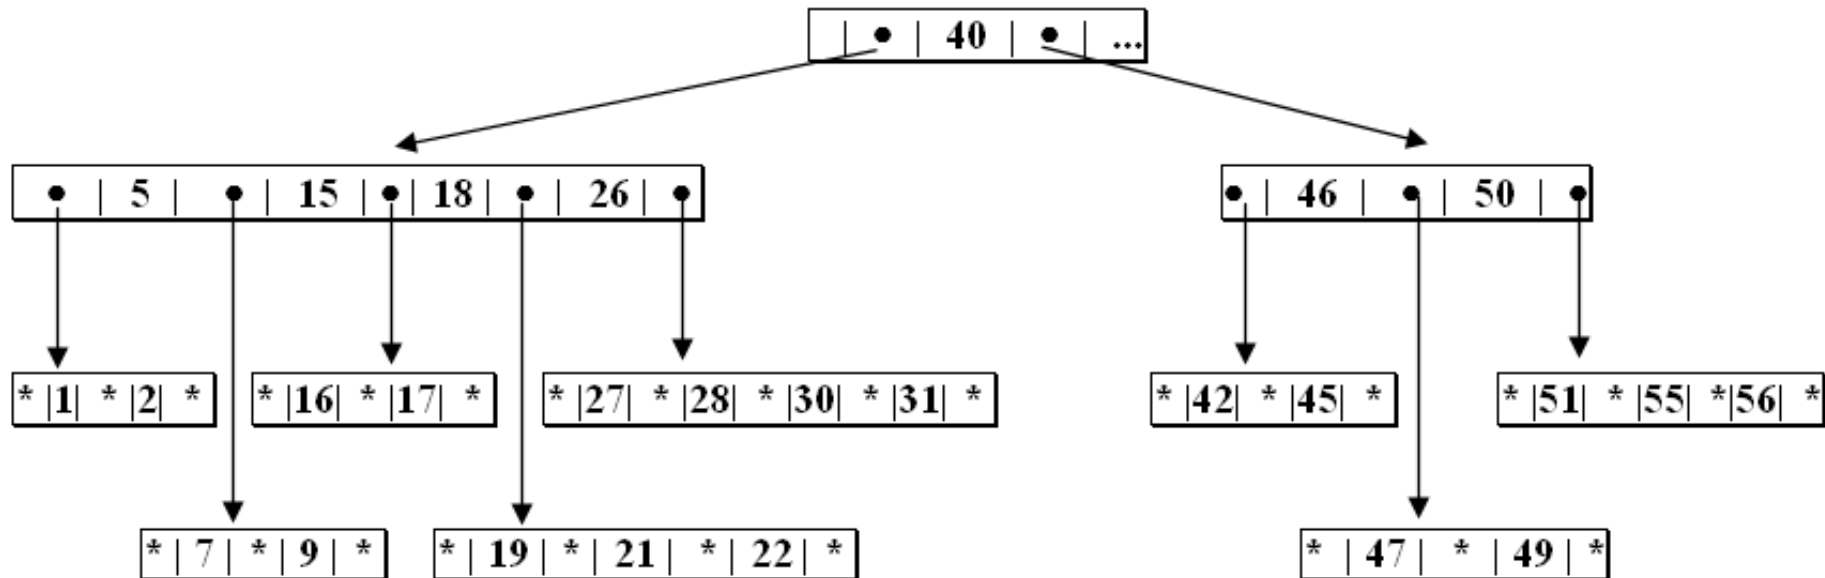 | ● | 40 | ● | ...
● | 5 | ● | 15 | ● | 18 | ● | 26 | ●
● | 46 | ● | 50 | ●
* |1| * |2| *
* |16| * |17| *
* |27| * |28| * |30| * |31| *
* |42| * |45| *
* |51| * |55| *|56| *
* | 7 | * | 9 | *
* | 19 | * | 21 | * | 22 | *
* | 47 | * | 49 | *